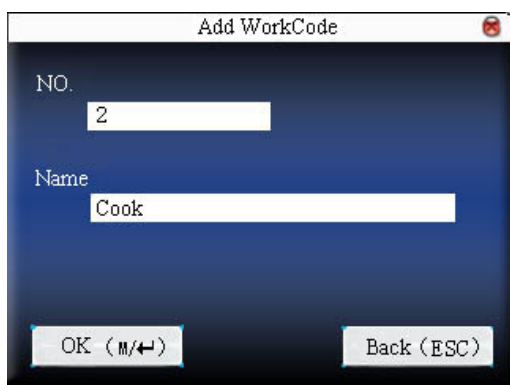 Add WorkCode
NO.
2
Name
Cook
OK (M/↵) Back (ESC)